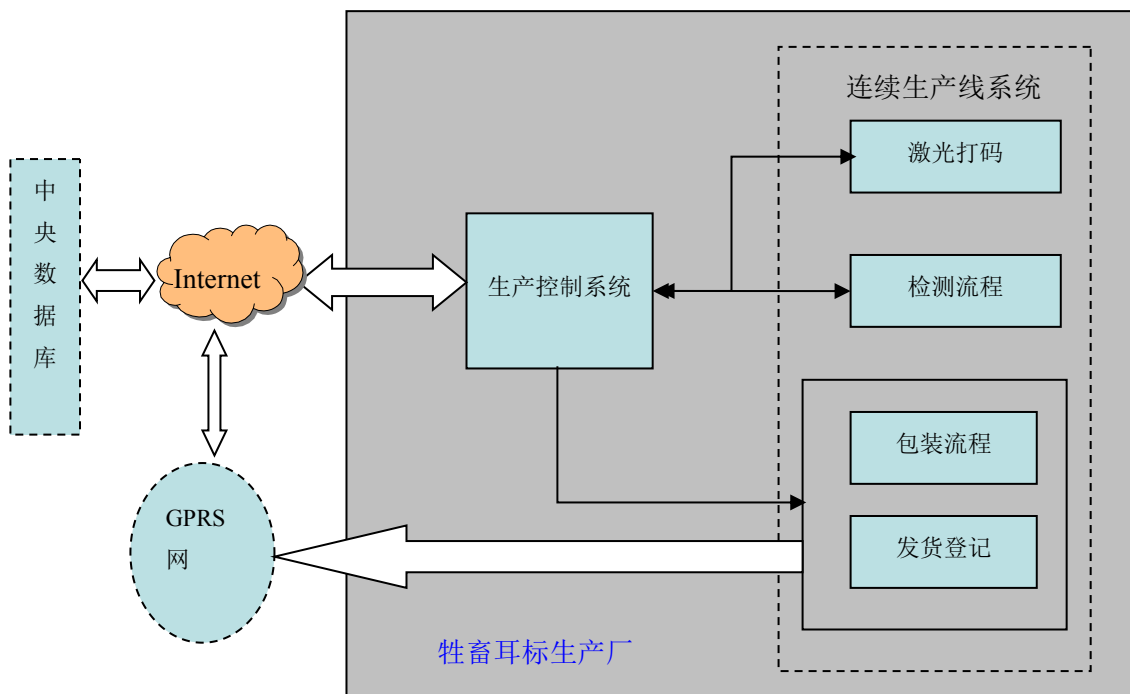 连续生产线系统
激光打码
中
央
数
据
库
Internet
生产控制系统
检测流程
包装流程
GPRS
网
发货登记
牲畜耳标生产厂